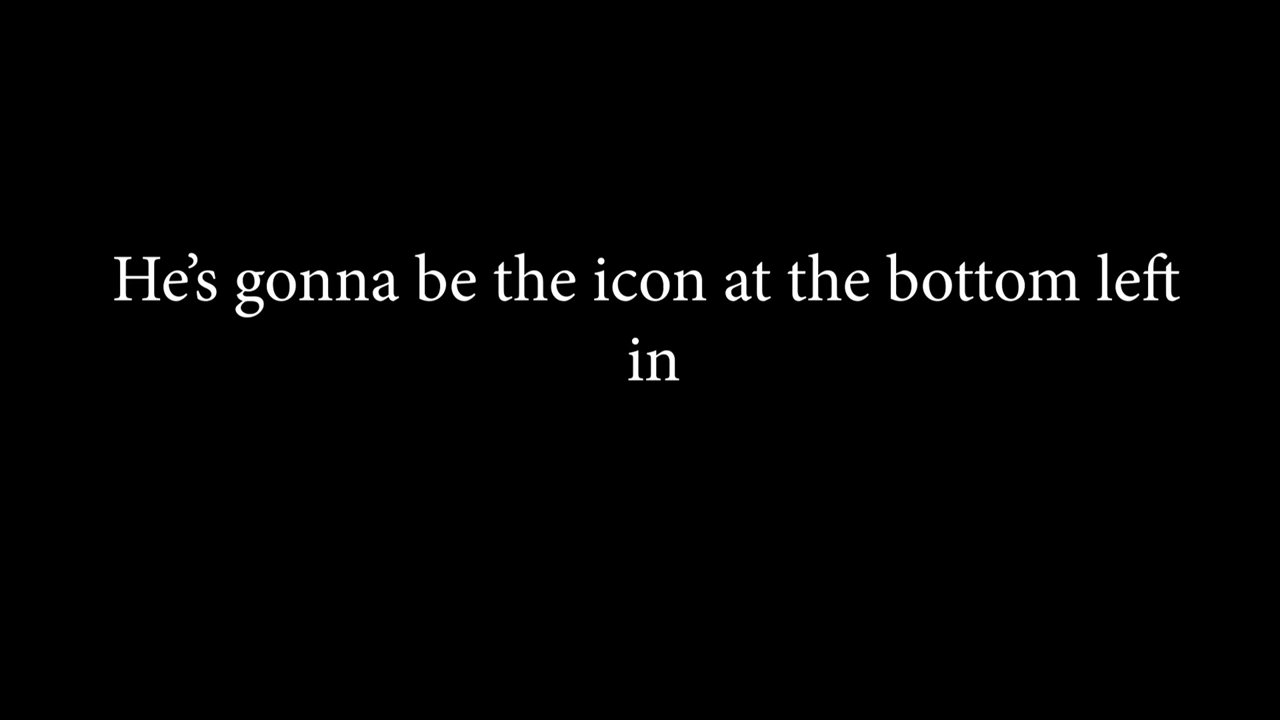 He’s gonna be the icon at the bottom left
in